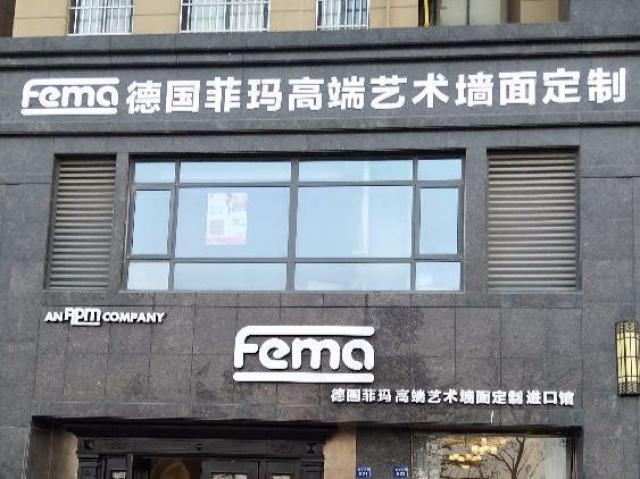 Fema 德国菲玛高端艺术墙面定制
AN RPM COMPANY
Fema
德国菲玛 高端艺术墙面定制 进口馆